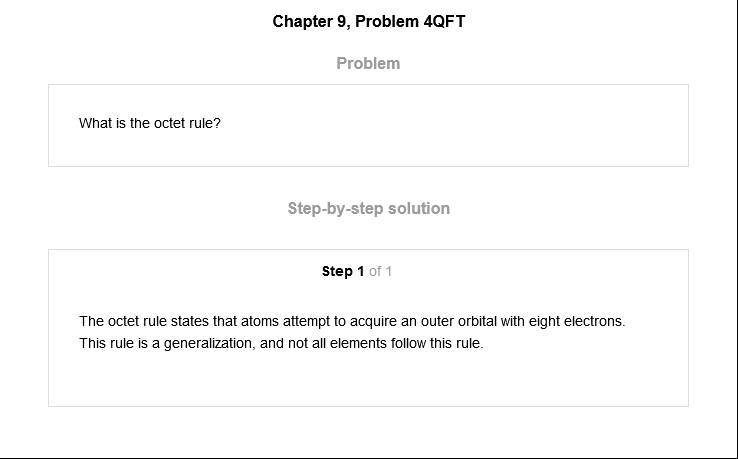 Chapter 9, Problem 4QFT
Problem
What is the octet rule?
Step-by-step solution
Step 1 of 1
The octet rule states that atoms attempt to acquire an outer orbital with eight electrons.
This rule is a generalization, and not all elements follow this rule.